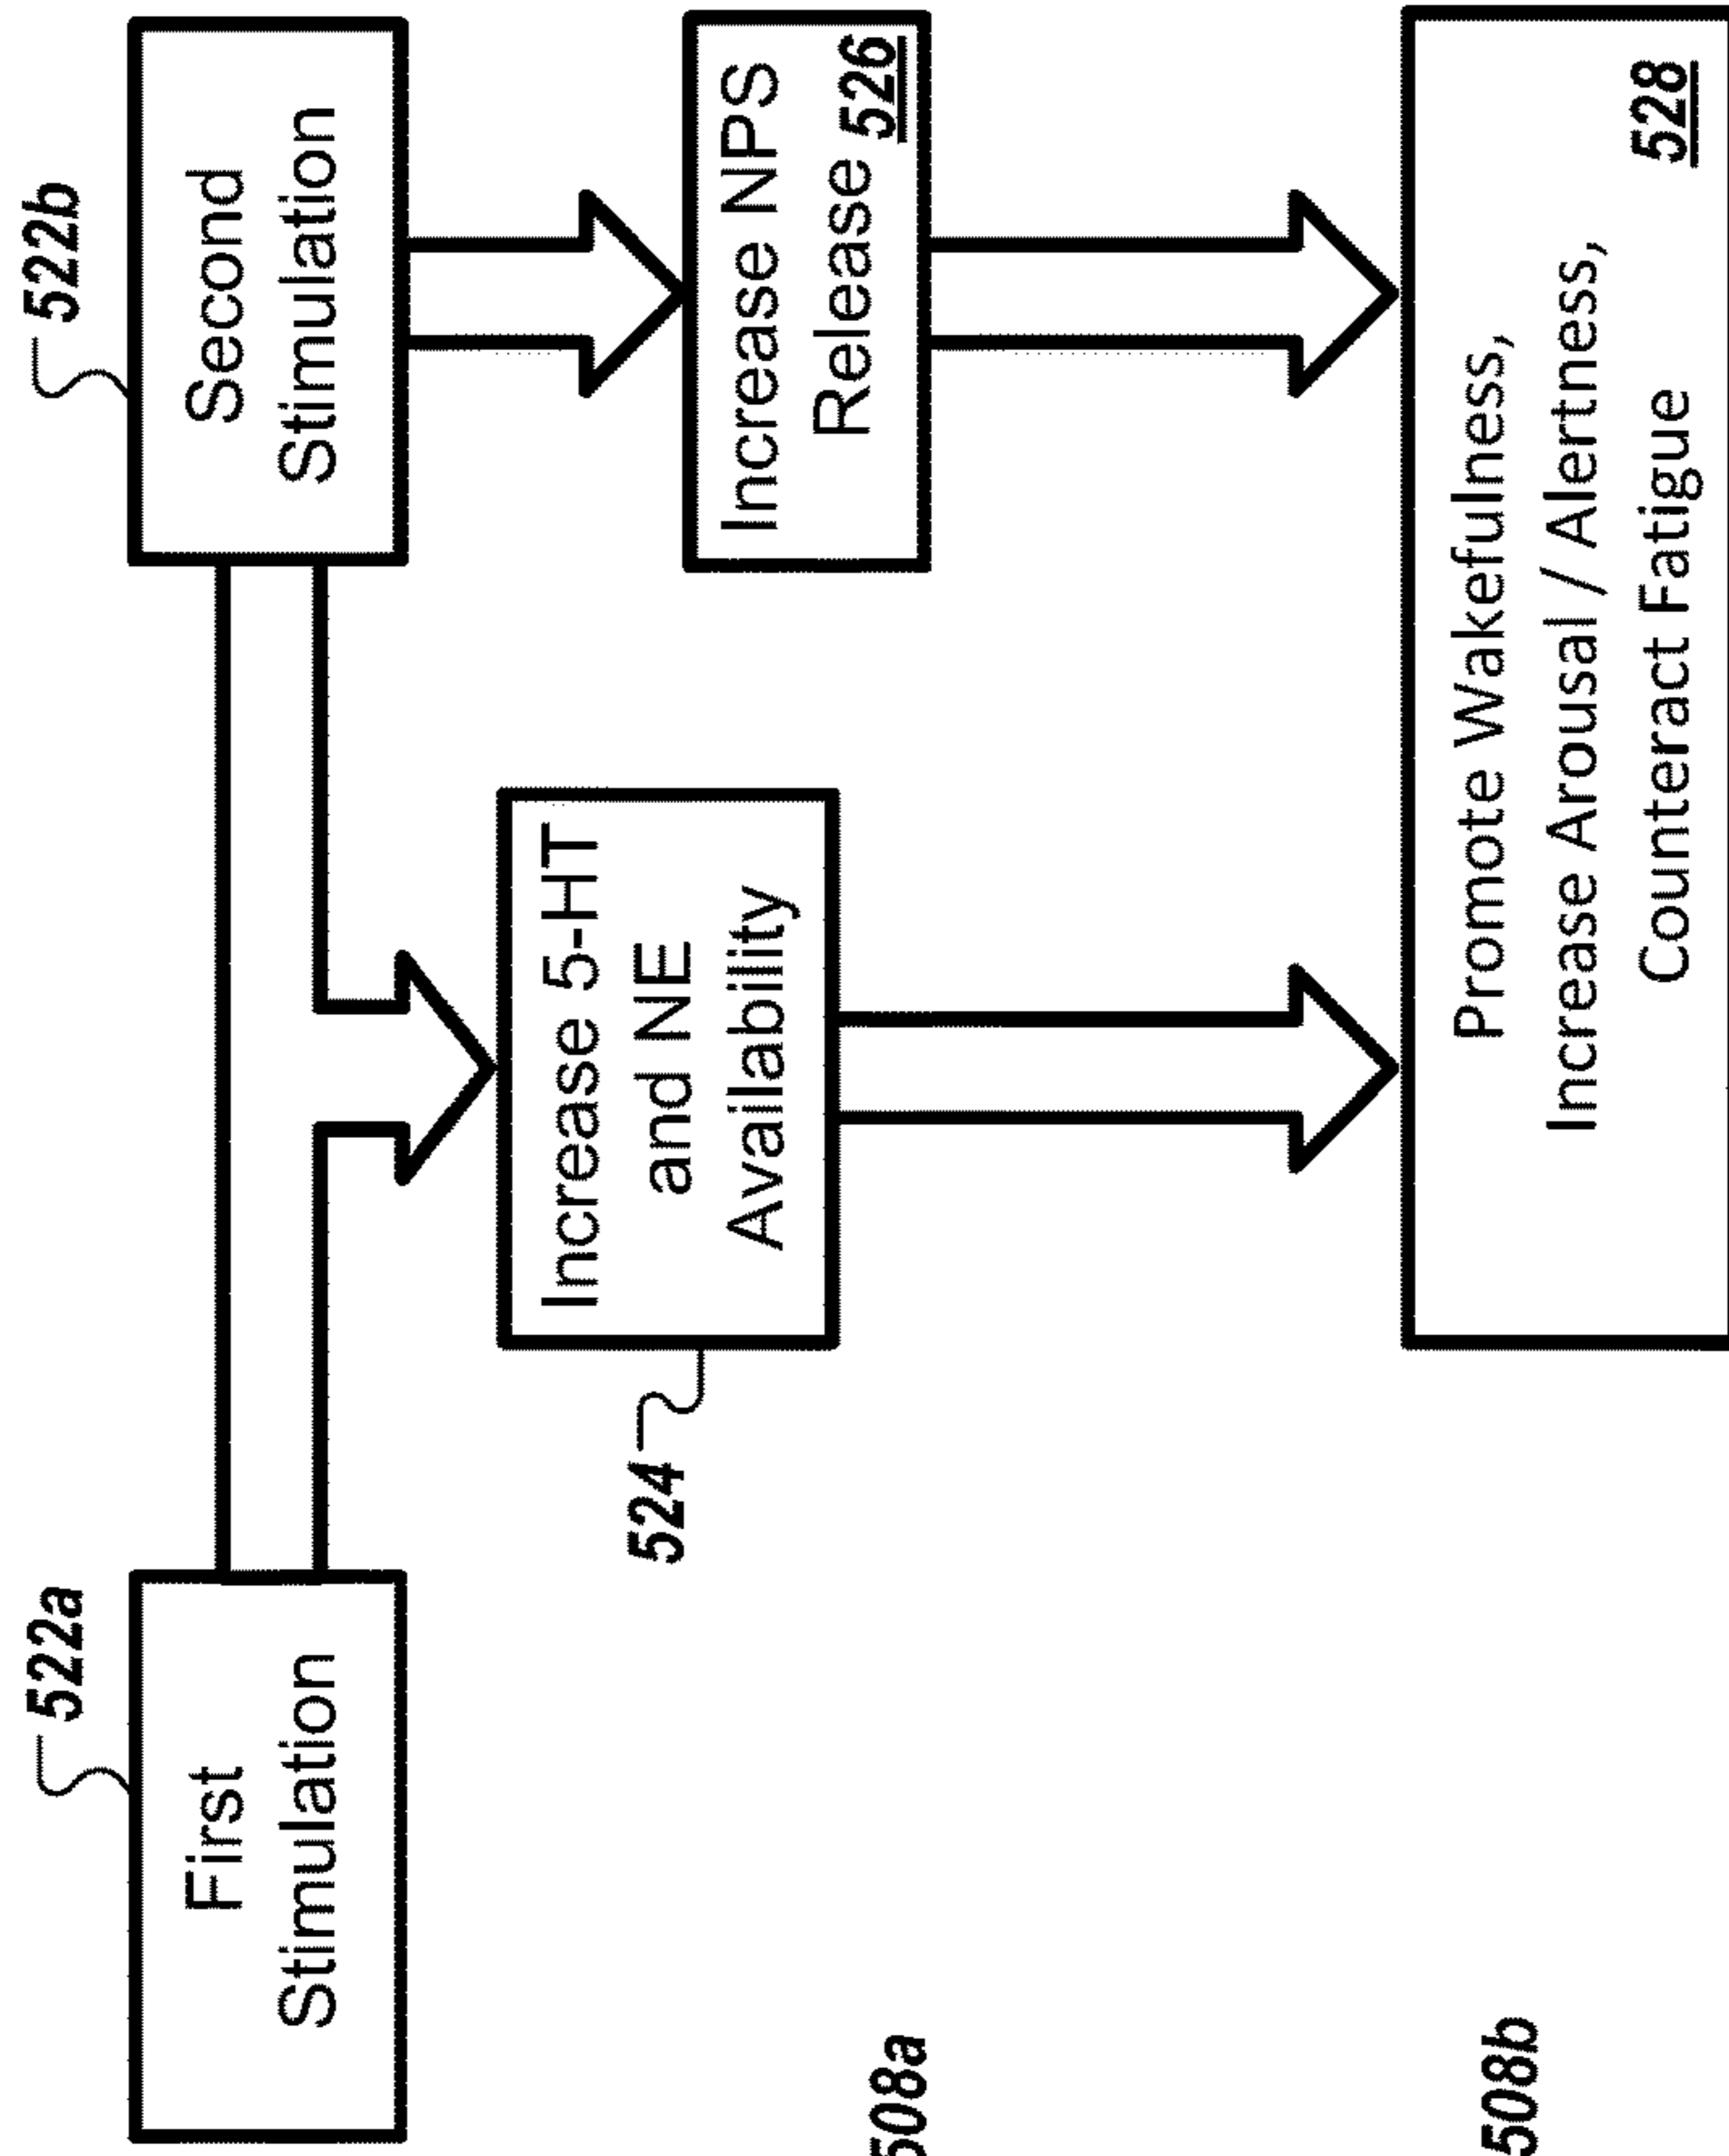 522a
First
Stimulation
522b
Second
Stimulation
524
Increase 5-HT
and NE
Availability
Increase NPS
Release 526
508a
508b
Promote Wakefulness,
Increase Arousal / Alertness,
Counteract Fatigue
528